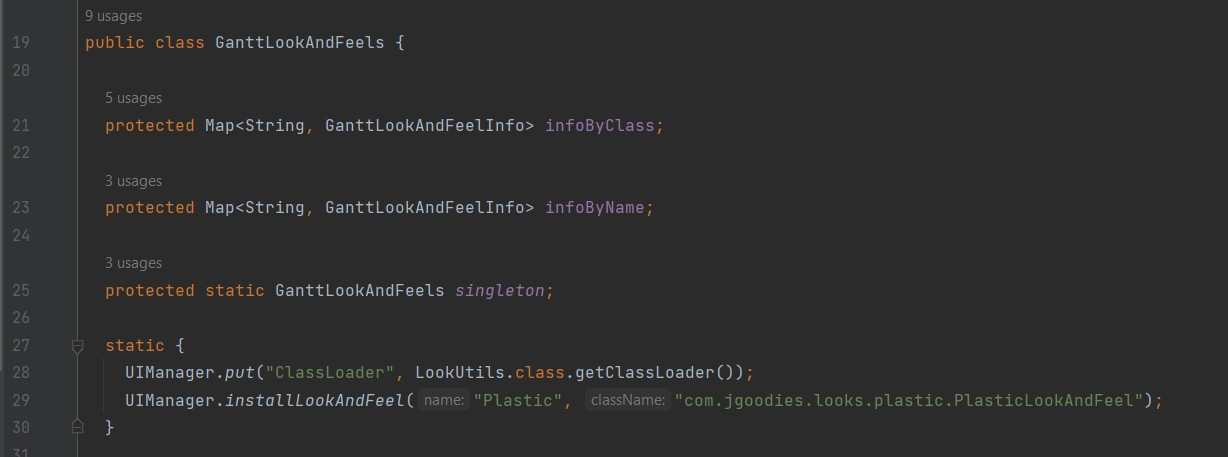 9 usages
19 public class GanttLookAndFeels {
20
5 usages
21 protected Map<String, GanttLookAndFeelInfo> infoByClass;
22
3 usages
23 protected Map<String, GanttLookAndFeelInfo> infoByName;
24
3 usages
25 protected static GanttLookAndFeels singleton;
26
27 static {
28 UIManager.put("ClassLoader", LookUtils.class.getClassLoader());
29 UIManager.installLookAndFeel( name: "Plastic", className: "com.jgoodies.looks.plastic.PlasticLookAndFeel");
30 }
31